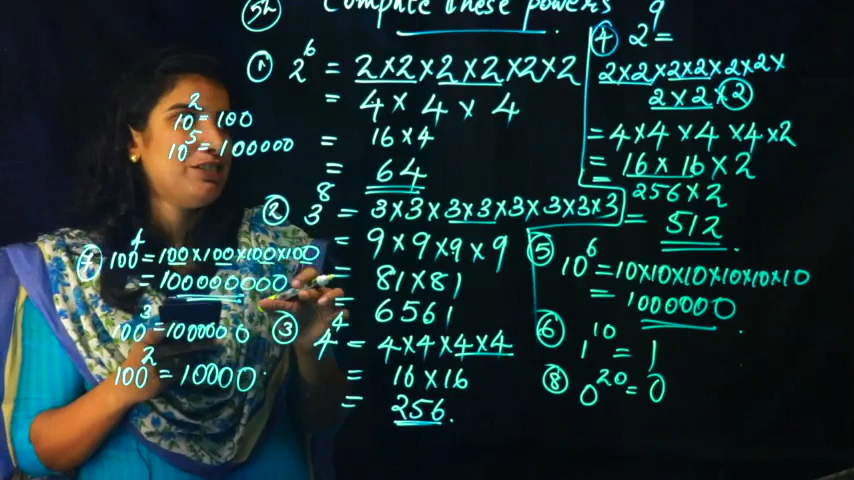 5a Compute these powers
① 2⁶ = 2×2×2×2×2×2
= 4 × 4 × 4
= 16 × 4
= 64
② 3⁸ = 3×3×3×3×3×3×3×3
= 9×9×9×9
= 81×81
= 6561
③ 4⁴ = 4×4×4×4
= 16×16
= 256.
④ 2⁹ =
2×2×2×2×2×2×
2×2×2
= 4×4×4×4×2
= 16×16×2
256×2
= 512.
⑤ 10⁶ = 10×10×10×10×10×10
= 1000000.
⑥ 1¹⁰ = 1
⑧ 0²⁰ = 0
10² = 100
10⁵ = 100000
⑦ 100⁴ = 100×100×100×100
= 100000000
100³ = 1000000
100² = 10000.